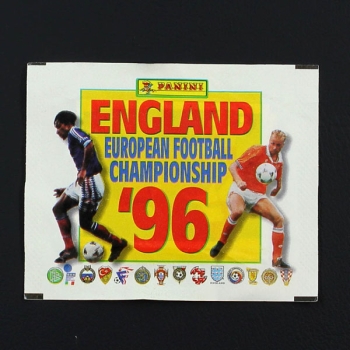 PANINI
ENGLAND
EUROPEAN FOOTBALL
CHAMPIONSHIP
'96